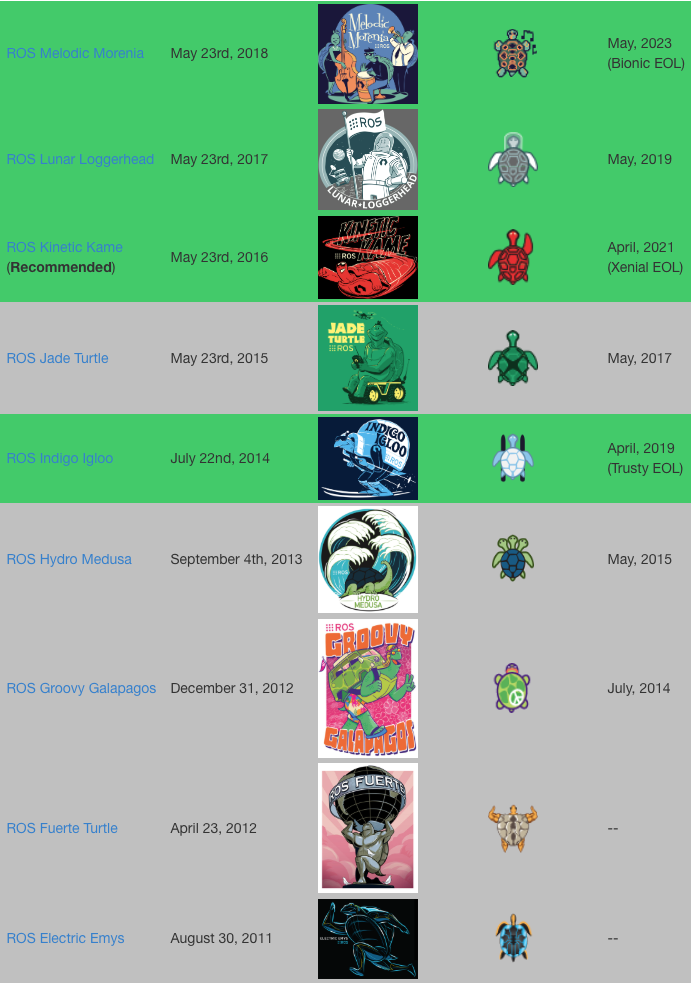 ROS Melodic Morenia
May 23rd, 2018
Melodic
Morenia
ROS
May, 2023
(Bionic EOL)
ROS Lunar Loggerhead
May 23rd, 2017
ROS
LUNAR•LOGGERHEAD
May, 2019
ROS Kinetic Kame
(Recommended)
May 23rd, 2016
KINETIC
KAME
ROS
April, 2021
(Xenial EOL)
ROS Jade Turtle
May 23rd, 2015
JADE
TURTLE
ROS
May, 2017
ROS Indigo Igloo
July 22nd, 2014
INDIGO
IGLOO
ROS
April, 2019
(Trusty EOL)
ROS Hydro Medusa
September 4th, 2013
ROS
HYDRO
MEDUSA
May, 2015
ROS Groovy Galapagos
December 31, 2012
ROS
GROOVY
GALAPAGOS
July, 2014
ROS Fuerte Turtle
April 23, 2012
ROS FUERTE
--
ROS Electric Emys
August 30, 2011
ELECTRIC EMYS
ROS
--